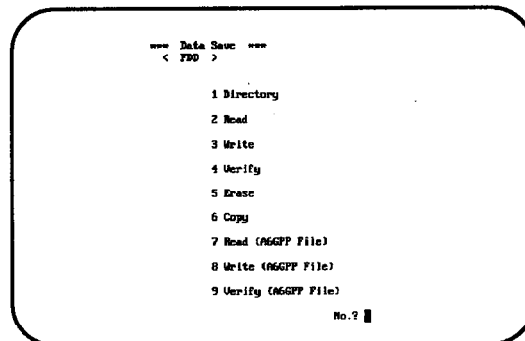 *** Data Save ***
< FDD >
1 Directory
2 Read
3 Write
4 Verify
5 Erase
6 Copy
7 Read (A6GPP File)
8 Write (A6GPP File)
9 Verify (A6GPP File)
No.?